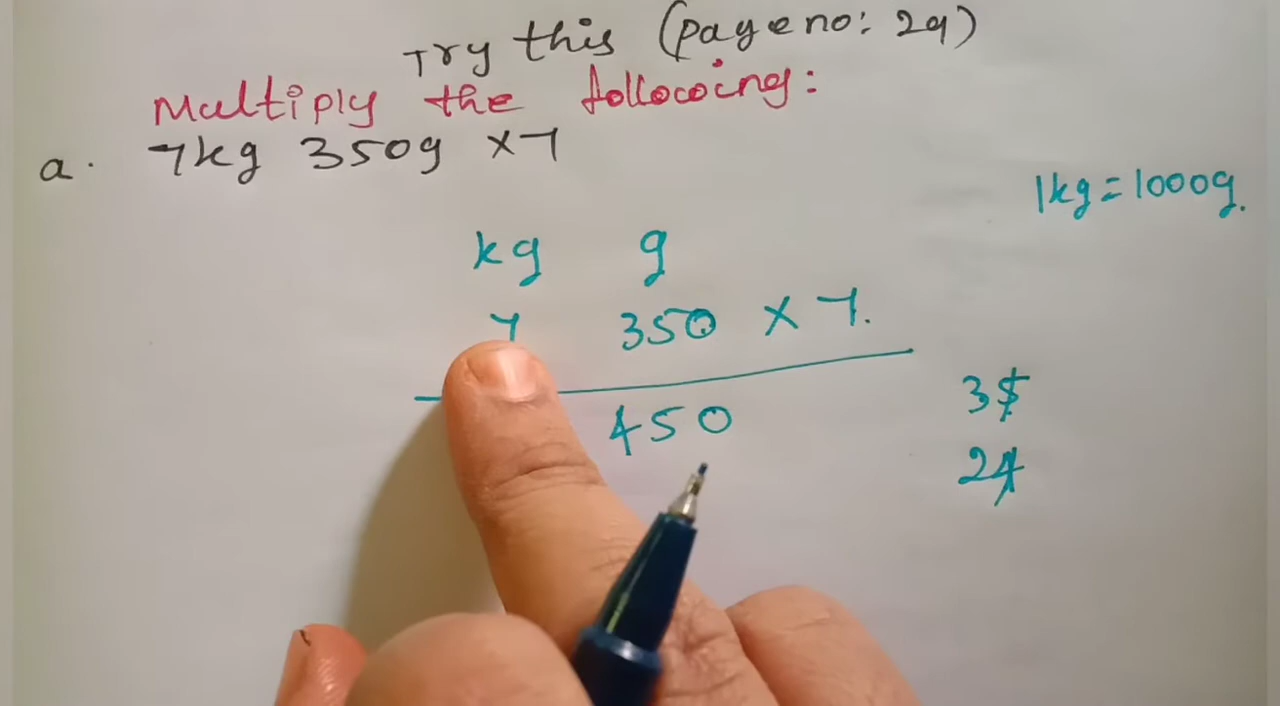 Try this (page no: 29)
Multiply the following:
a. 7kg 350g ×7
1kg = 1000g.
kg g
7 350 × 7.
450
35
24